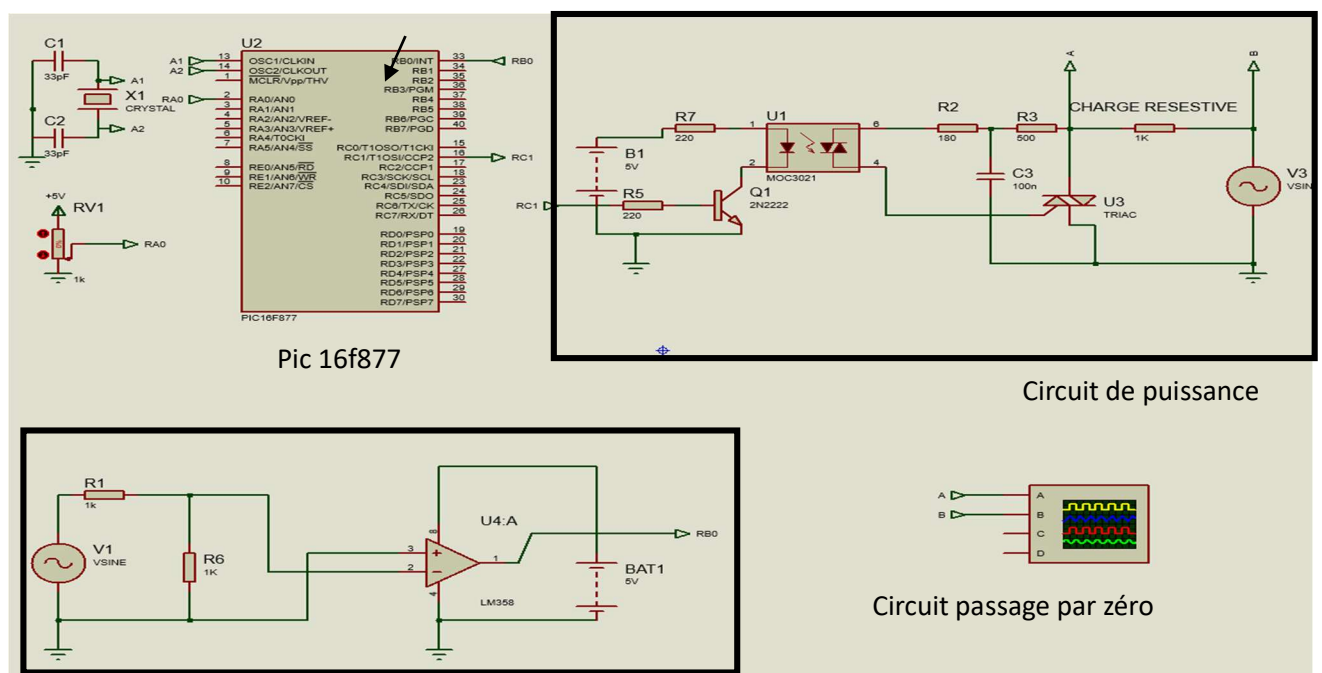 C1
33pF
X1
CRYSTAL
C2
33pF
A1
A2
+5V
RV1
1k
RA0
U2
A1 13 OSC1/CLKIN
A2 14 OSC2/CLKOUT
1 MCLR/Vpp/THV
RA0 2 RA0/AN0
3 RA1/AN1
4 RA2/AN2/VREF-
5 RA3/AN3/VREF+
6 RA4/T0CKI
7 RA5/AN4/SS
8 RE0/AN5/RD
9 RE1/AN6/WR
10 RE2/AN7/CS
RB0/INT 33 RB0
RB1 34
RB2 35
RB3/PGM 36
RB4 37
RB5 38
RB6/PGC 39
RB7/PGD 40
RC0/T1OSO/T1CKI 15
RC1/T1OSI/CCP2 16 RC1
RC2/CCP1 17
RC3/SCK/SCL 18
RC4/SDI/SDA 23
RC5/SDO 24
RC6/TX/CK 25
RC7/RX/DT 26
RD0/PSP0 19
RD1/PSP1 20
RD2/PSP2 21
RD3/PSP3 22
RD4/PSP4 27
RD5/PSP5 28
RD6/PSP6 29
RD7/PSP7 30
PIC16F877
Pic 16f877
B1
5V
R7
220
RC1
R5
220
Q1
2N2222
U1
1
2
6
4
MOC3021
R2
180
C3
100n
R3
500
A
B
CHARGE RESESTIVE
1K
U3
TRIAC
V3
VSIN
Circuit de puissance
R1
1k
V1
VSINE
R6
1K
U4:A
3
2
8
4
1
LM358
RB0
BAT1
5V
A A
B B
C
D
Circuit passage par zéro